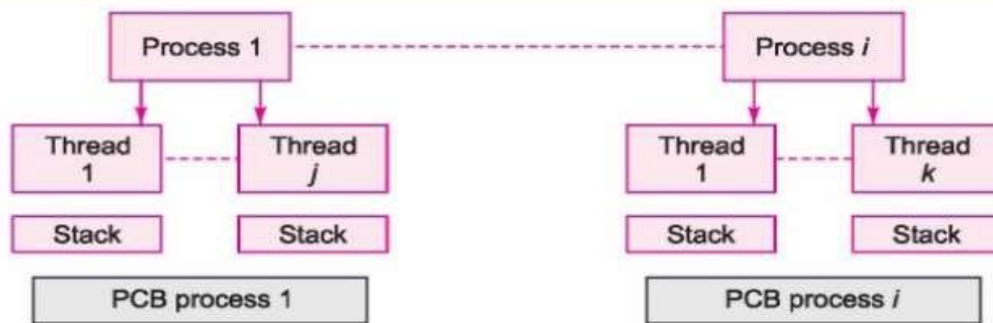 Process 1
Process i
Thread
1
Thread
j
Thread
1
Thread
k
Stack
Stack
Stack
Stack
PCB process 1
PCB process i